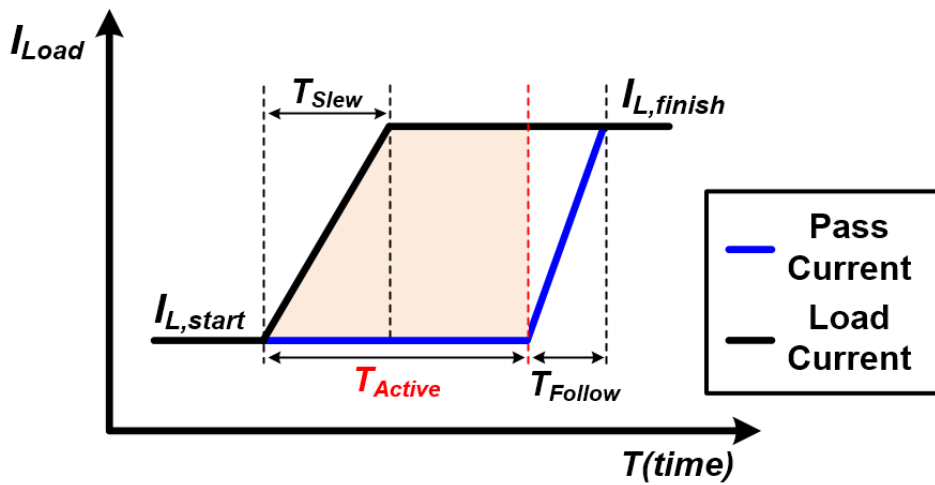 I_Load
T_Slew
I_L,finish
I_L,start
T_Active
T_Follow
T(time)
Pass
Current
Load
Current